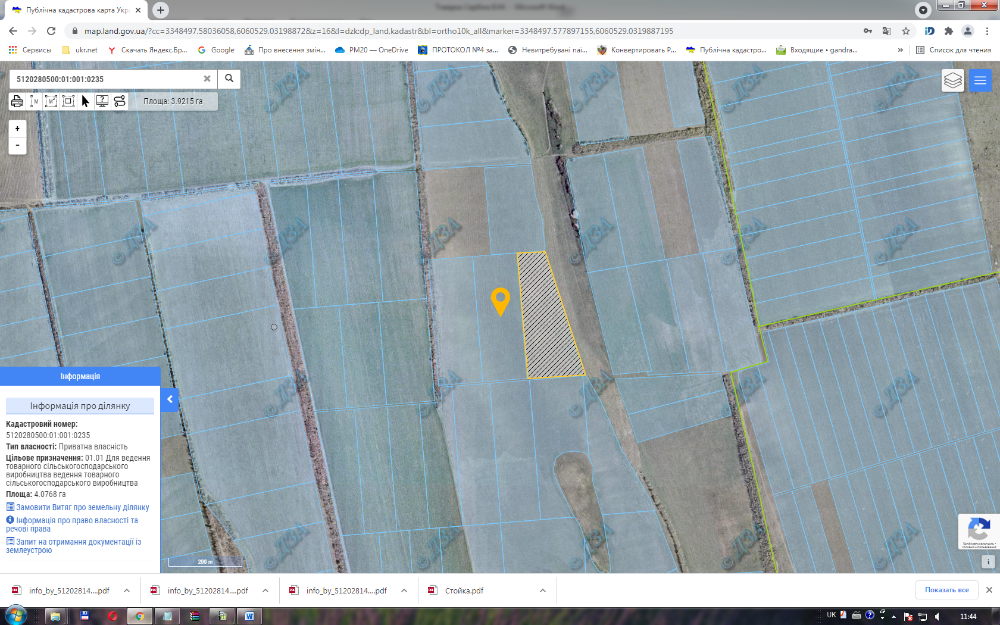 Публічна кадастрова карта Укр
map.land.gov.ua/?cc=3348497.58036058,6060529.03198872&z=16&l=dzk:dp_land,kadastr&bl=ortho10k_all&marker=3348497.577897155,6060529.0319887195
Сервисы
ukr.net
Скачать Яндекс.Бр...
Google
Про внесення змін...
PM20 — OneDrive
ПРОТОКОЛ №4 за...
Невитребувані паї...
Конвертировать P...
Публічна кадастро...
Входящие • gandra...
»
Список для чтения
5120280500:01:001:0235
Площа: 3.9215 га
+
-
© ДЗА
Інформація
Інформація про ділянку
Кадастровий номер:
5120280500:01:001:0235
Тип власності: Приватна власність
Цільове призначення: 01.01 Для ведення
товарного сільськогосподарського
виробництва ведення товарного
сільськогосподарського виробництва
Площа: 4.0768 га
Замовити Витяг про земельну ділянку
Інформація про право власності та
речові права
Запит на отримання документації із
землеустрою
200 m
Конфиденциальность -
Условия использования
i
info_by_51202814....pdf
info_by_51202814....pdf
info_by_51202814....pdf
Стойка.pdf
Показать все
UK
11:44